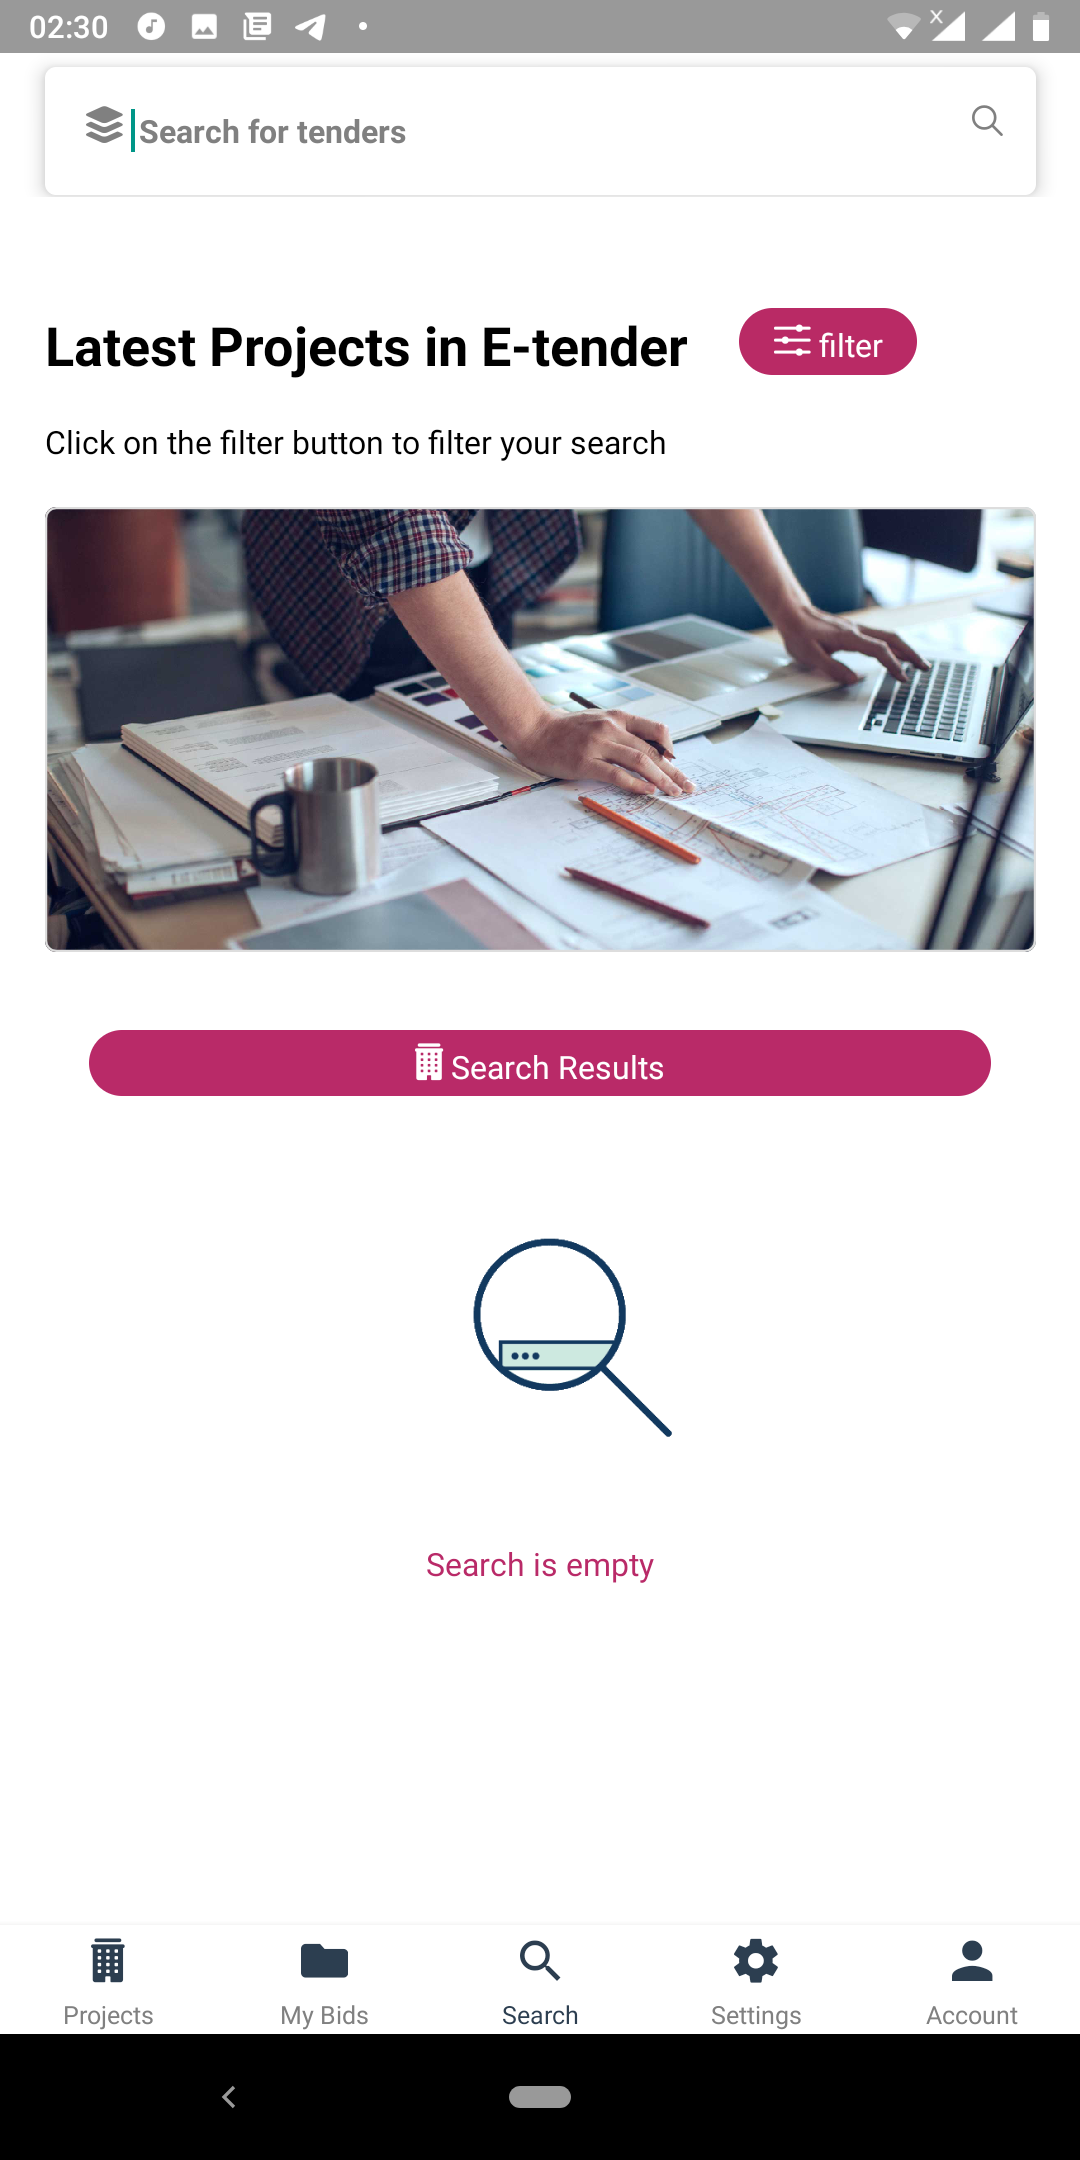 02:30
Search for tenders
Latest Projects in E-tender
filter
Click on the filter button to filter your search
Search Results
Search is empty
Projects
My Bids
Search
Settings
Account